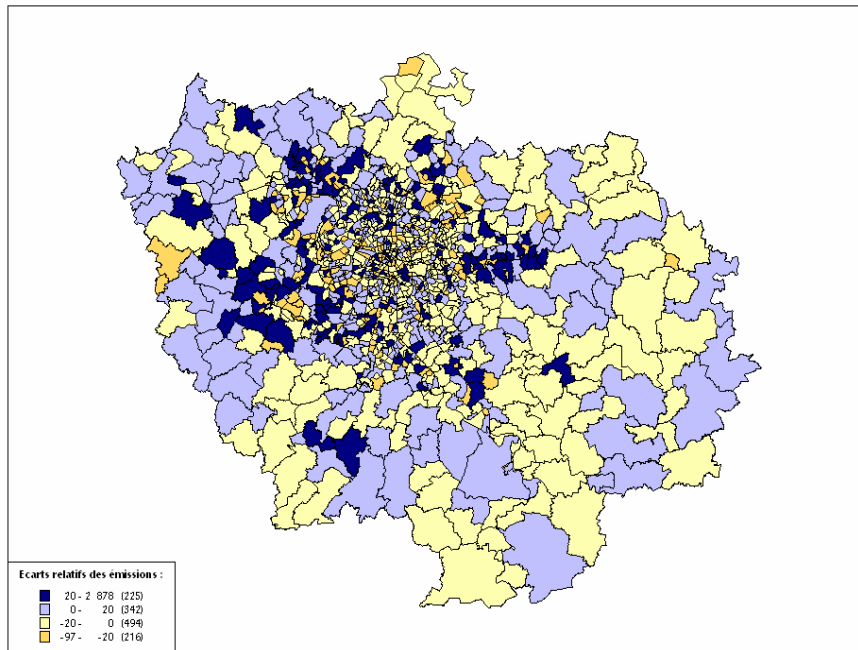 Ecarts relatifs des émissions :
20 - 2 878 (225)
0 - 20 (342)
-20 - 0 (494)
-97 - -20 (216)